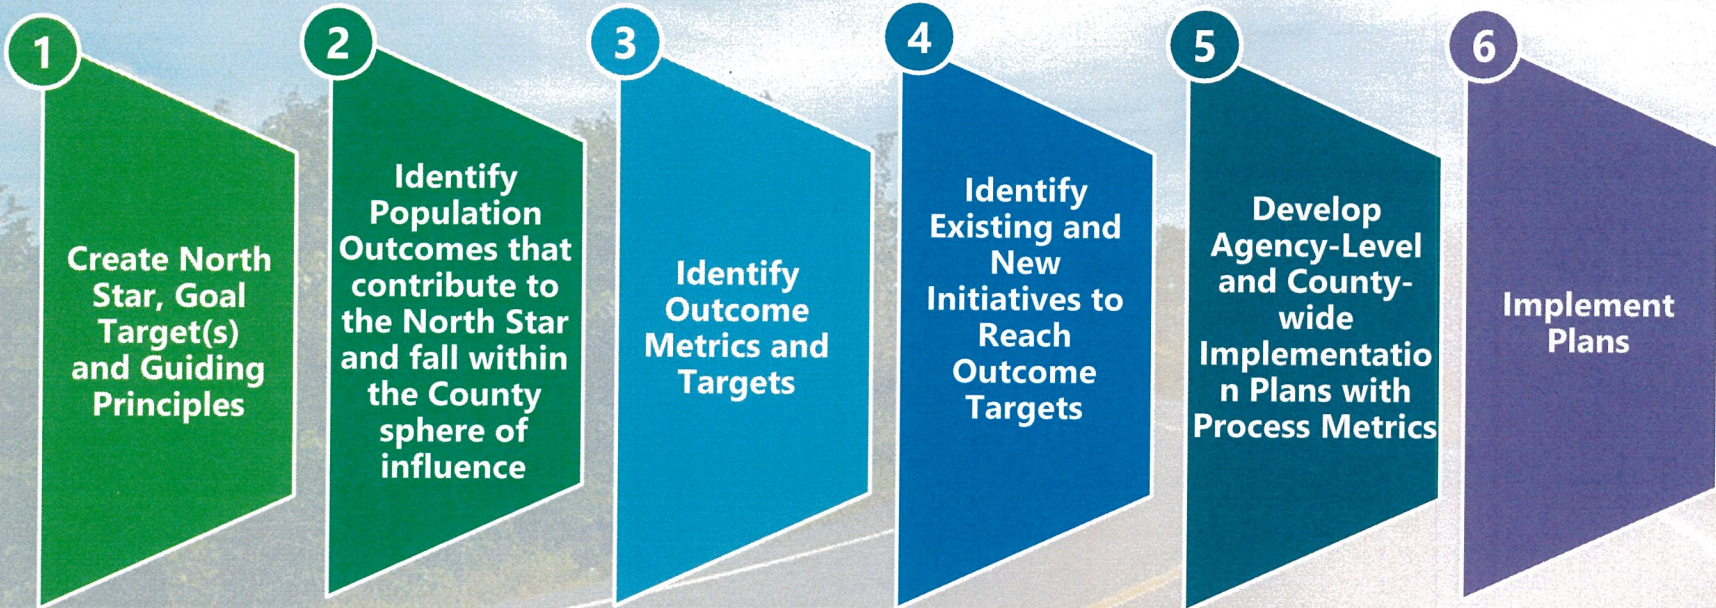 1
Create North
Star, Goal
Target(s)
and Guiding
Principles
2
Identify
Population
Outcomes that
contribute to
the North Star
and fall within
the County
sphere of
influence
3
Identify
Outcome
Metrics and
Targets
4
Identify
Existing and
New
Initiatives to
Reach
Outcome
Targets
5
Develop
Agency-Level
and County-
wide
Implementatio
n Plans with
Process Metrics
6
Implement
Plans